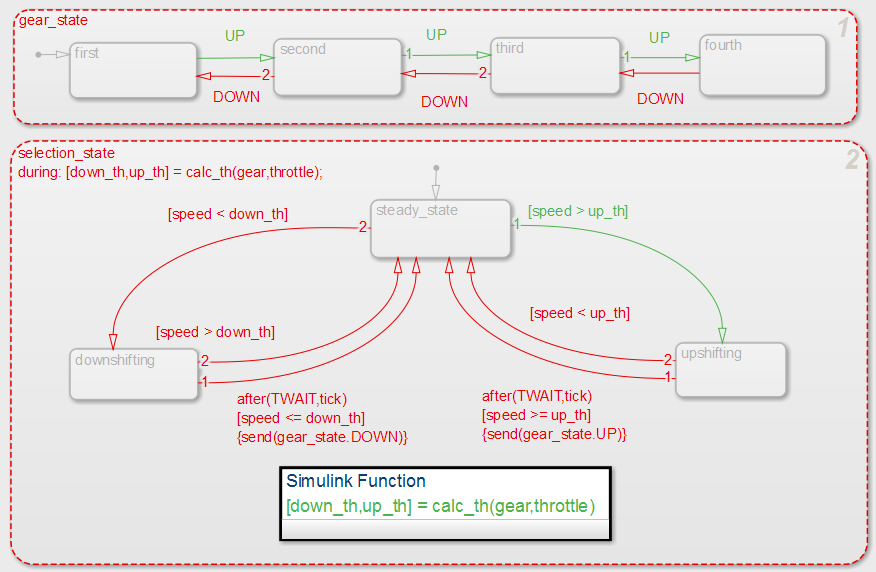 gear_state
1
UP
UP
UP
first
second
third
fourth
1
1
2
2
DOWN
DOWN
DOWN
selection_state
2
during: [down_th,up_th] = calc_th(gear,throttle);
steady_state
[speed < down_th]
[speed > up_th]
2
1
[speed > down_th]
[speed < up_th]
downshifting
upshifting
2
1
2
1
after(TWAIT,tick)
[speed <= down_th]
{send(gear_state.DOWN)}
after(TWAIT,tick)
[speed >= up_th]
{send(gear_state.UP)}
Simulink Function
[down_th,up_th] = calc_th(gear,throttle)